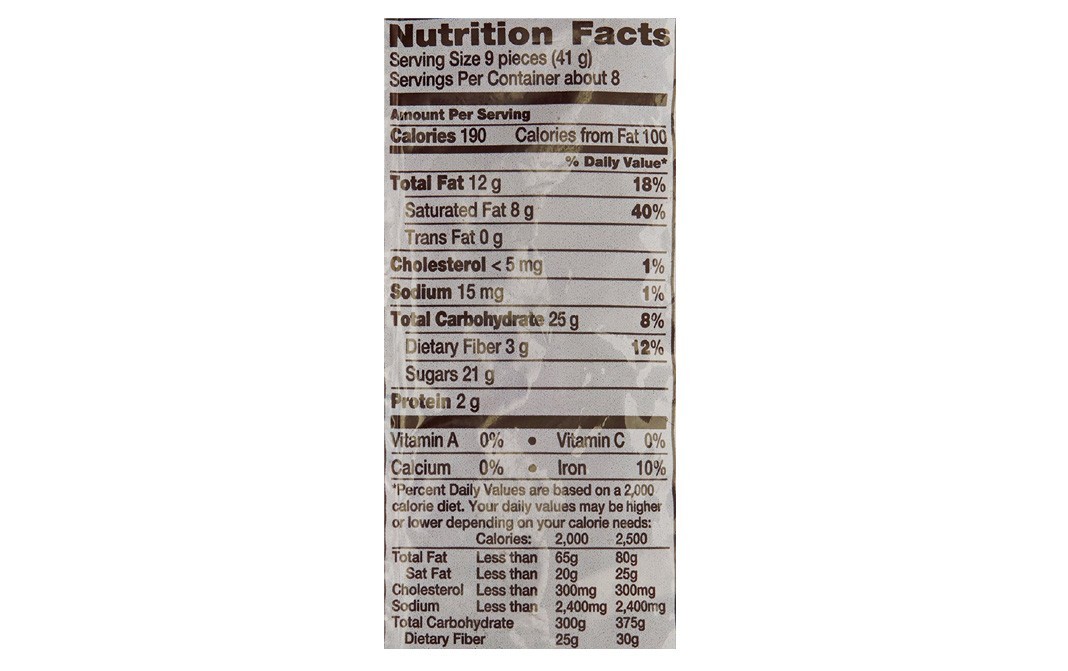 Nutrition Facts
Serving Size 9 pieces (41 g)
Servings Per Container about 8
Amount Per Serving
Calories 190 Calories from Fat 100
% Daily Value*
Total Fat 12 g 18%
Saturated Fat 8 g 40%
Trans Fat 0 g
Cholesterol < 5 mg 1%
Sodium 15 mg 1%
Total Carbohydrate 25 g 8%
Dietary Fiber 3 g 12%
Sugars 21 g
Protein 2 g
Vitamin A 0% • Vitamin C 0%
Calcium 0% • Iron 10%
*Percent Daily Values are based on a 2,000
calorie diet. Your daily values may be higher
or lower depending on your calorie needs:
Calories: 2,000 2,500
Total Fat Less than 65g 80g
Sat Fat Less than 20g 25g
Cholesterol Less than 300mg 300mg
Sodium Less than 2,400mg 2,400mg
Total Carbohydrate 300g 375g
Dietary Fiber 25g 30g